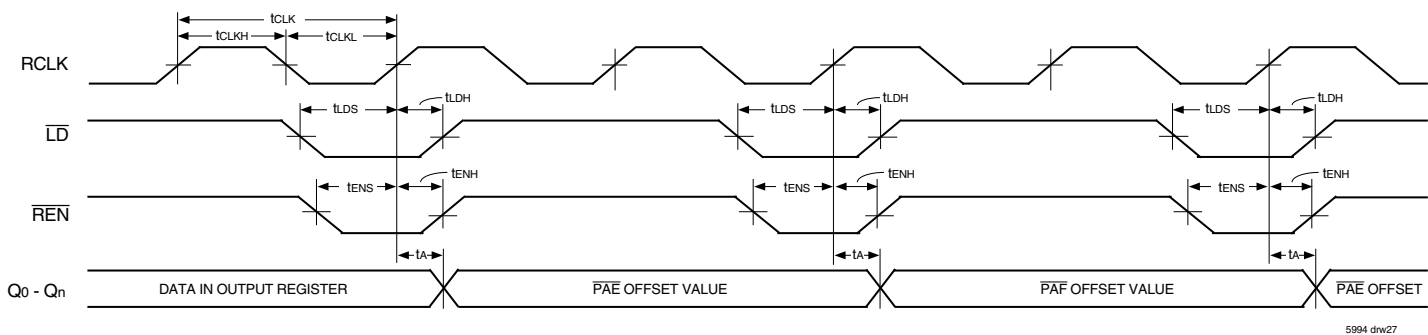 tCLK
tCLKH
tCLKL
RCLK
tLDS
tLDH
tLDS
tLDH
tLDS
tLDH
LD
tENS
tENH
tENS
tENH
tENS
tENH
REN
tA
tA
tA
Q0 - Qn
DATA IN OUTPUT REGISTER
PAE OFFSET VALUE
PAF OFFSET VALUE
PAE OFFSET
5994 drw27